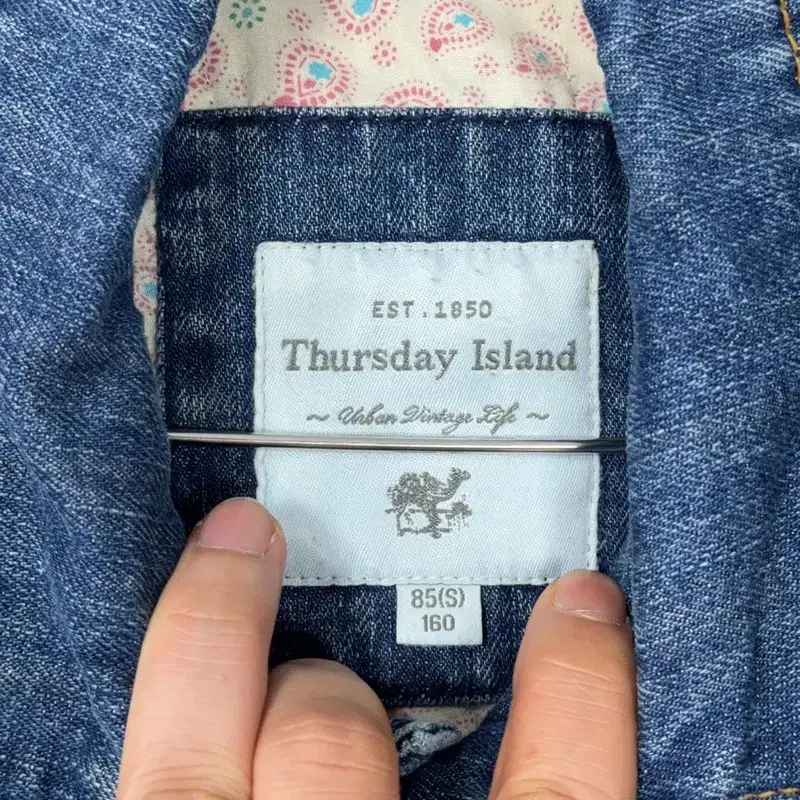 EST.1850
Thursday Island
~ Urban Vintage Life ~
85(S)
160